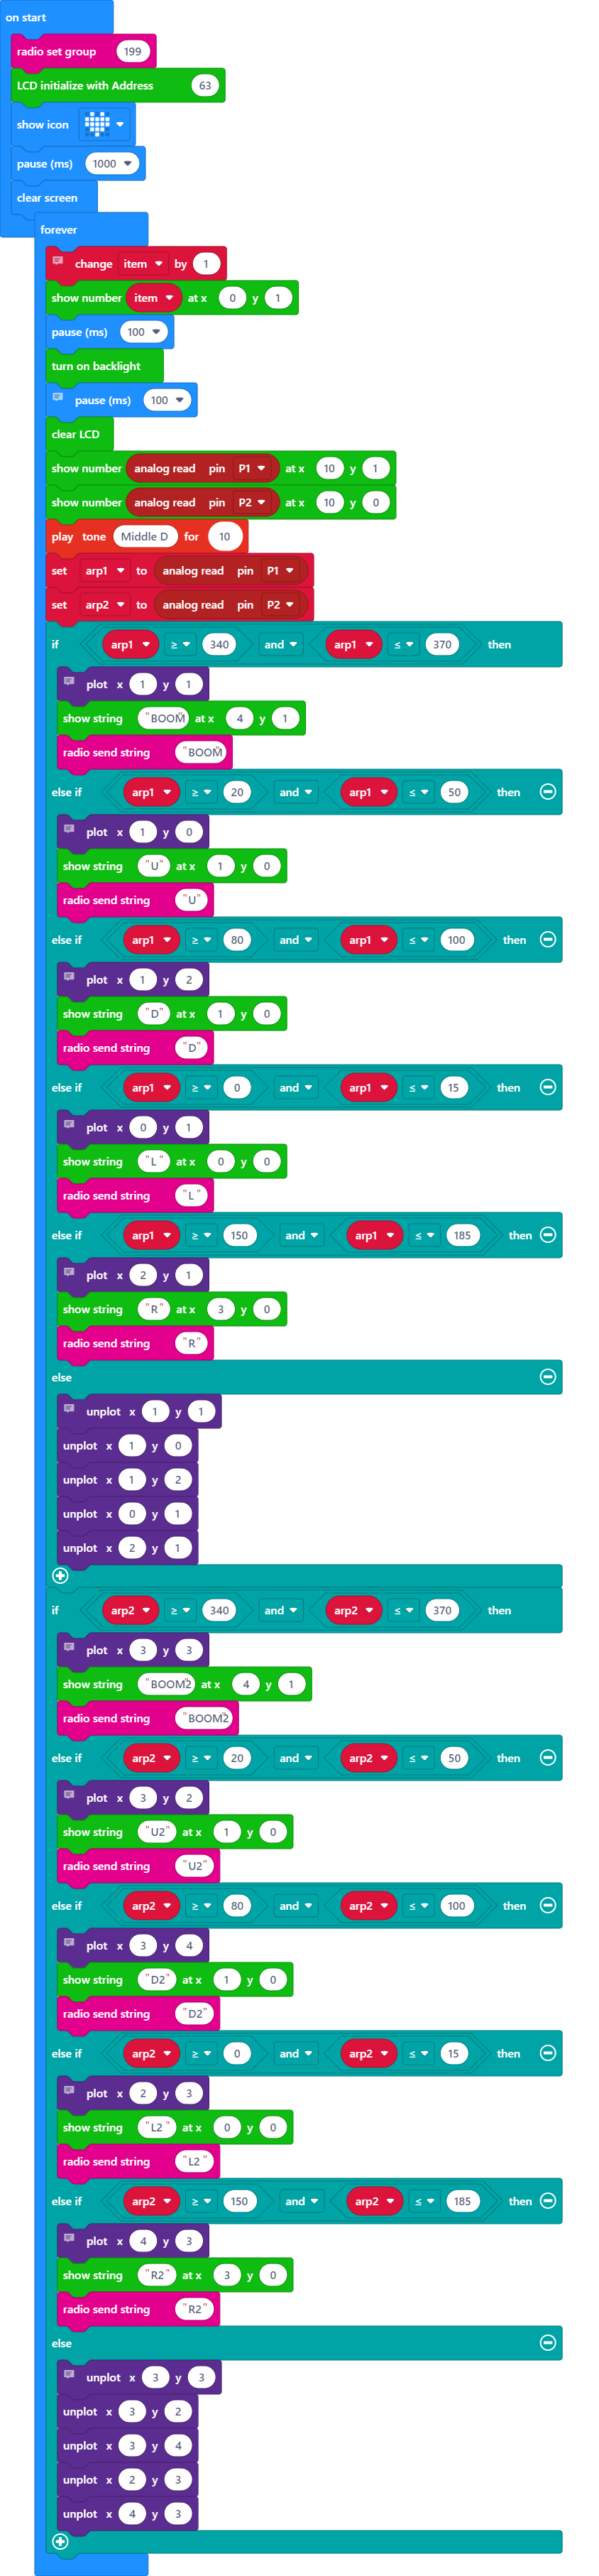 on start
radio set group 199
LCD initialize with Address 63
show icon
pause (ms) 1000
clear screen
forever
change item by 1
show number item at x 0 y 1
pause (ms) 100
turn on backlight
pause (ms) 100
clear LCD
show number analog read pin P1 at x 10 y 1
show number analog read pin P2 at x 10 y 0
play tone Middle D for 10
set arp1 to analog read pin P1
set arp2 to analog read pin P2
if arp1 ≥ 340 and arp1 ≤ 370 then
plot x 1 y 1
show string "BOOM" at x 4 y 1
radio send string "BOOM"
else if arp1 ≥ 20 and arp1 ≤ 50 then
plot x 1 y 0
show string "U" at x 1 y 0
radio send string "U"
else if arp1 ≥ 80 and arp1 ≤ 100 then
plot x 1 y 2
show string "D" at x 1 y 0
radio send string "D"
else if arp1 ≥ 0 and arp1 ≤ 15 then
plot x 0 y 1
show string "L" at x 0 y 0
radio send string "L"
else if arp1 ≥ 150 and arp1 ≤ 185 then
plot x 2 y 1
show string "R" at x 3 y 0
radio send string "R"
else
unplot x 1 y 1
unplot x 1 y 0
unplot x 1 y 2
unplot x 0 y 1
unplot x 2 y 1
if arp2 ≥ 340 and arp2 ≤ 370 then
plot x 3 y 3
show string "BOOM2" at x 4 y 1
radio send string "BOOM2"
else if arp2 ≥ 20 and arp2 ≤ 50 then
plot x 3 y 2
show string "U2" at x 1 y 0
radio send string "U2"
else if arp2 ≥ 80 and arp2 ≤ 100 then
plot x 3 y 4
show string "D2" at x 1 y 0
radio send string "D2"
else if arp2 ≥ 0 and arp2 ≤ 15 then
plot x 2 y 3
show string "L2" at x 0 y 0
radio send string "L2"
else if arp2 ≥ 150 and arp2 ≤ 185 then
plot x 4 y 3
show string "R2" at x 3 y 0
radio send string "R2"
else
unplot x 3 y 3
unplot x 3 y 2
unplot x 3 y 4
unplot x 2 y 3
unplot x 4 y 3